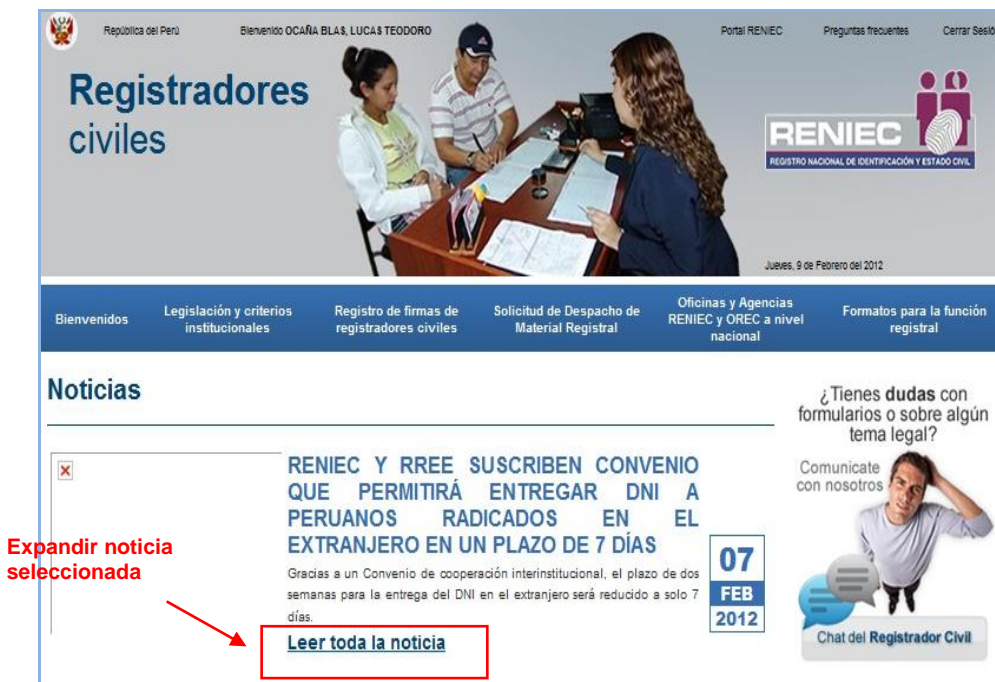 República del Perú
Bienvenido OCAÑA BLAS, LUCAS TEODORO
Portal RENIEC
Preguntas frecuentes
Cerrar Sesió
Registradores
civiles
RENIEC
REGISTRO NACIONAL DE IDENTIFICACIÓN Y ESTADO CIVIL
Jueves, 9 de Febrero del 2012
Bienvenidos
Legislación y criterios
institucionales
Registro de firmas de
registradores civiles
Solicitud de Despacho de
Material Registral
Oficinas y Agencias
RENIEC y OREC a nivel
nacional
Formatos para la función
registral
Noticias
RENIEC Y RREE SUSCRIBEN CONVENIO
QUE PERMITIRÁ ENTREGAR DNI A
PERUANOS RADICADOS EN EL
EXTRANJERO EN UN PLAZO DE 7 DÍAS
Gracias a un Convenio de cooperación interinstitucional, el plazo de dos
semanas para la entrega del DNI en el extranjero será reducido a solo 7
días.
Leer toda la noticia
07
FEB
2012
Expandir noticia
seleccionada
¿Tienes dudas con
formularios o sobre algún
tema legal?
Comunicate
con nosotros
Chat del Registrador Civil